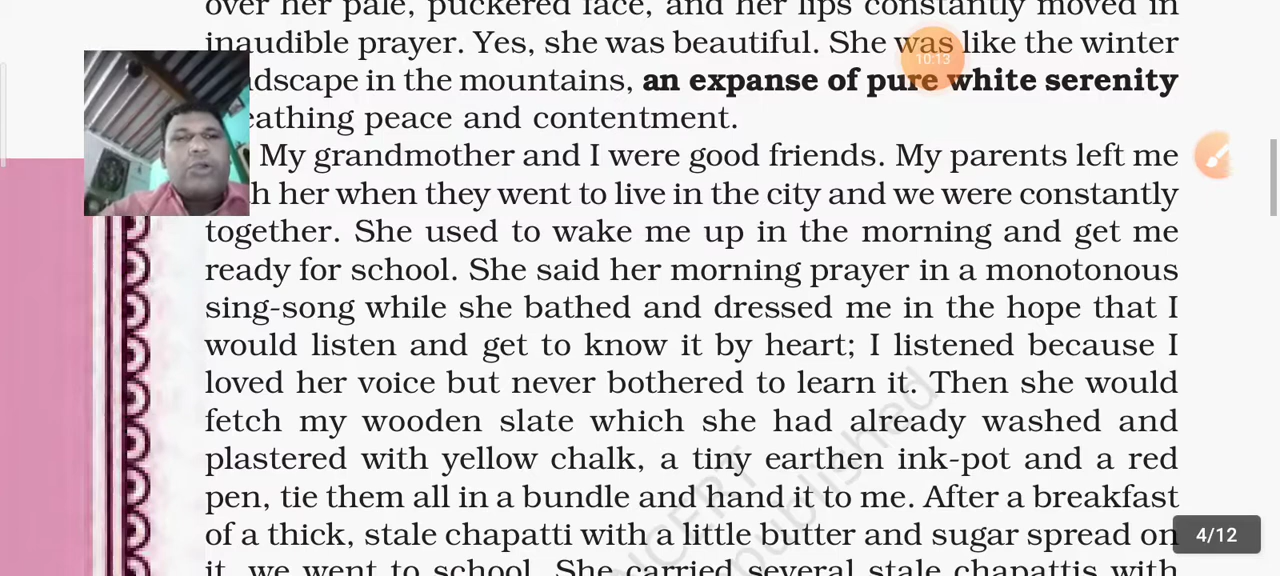 over her pale, puckered face, and her lips constantly moved in
inaudible prayer. Yes, she was beautiful. She was like the winter
dscape in the mountains, an expanse of pure white serenity
eathing peace and contentment.
My grandmother and I were good friends. My parents left me
h her when they went to live in the city and we were constantly
together. She used to wake me up in the morning and get me
ready for school. She said her morning prayer in a monotonous
sing-song while she bathed and dressed me in the hope that I
would listen and get to know it by heart; I listened because I
loved her voice but never bothered to learn it. Then she would
fetch my wooden slate which she had already washed and
plastered with yellow chalk, a tiny earthen ink-pot and a red
pen, tie them all in a bundle and hand it to me. After a breakfast
of a thick, stale chapatti with a little butter and sugar spread on
it, we went to school. She carried several stale chapattis with
10:13
4/12
NCERT
published